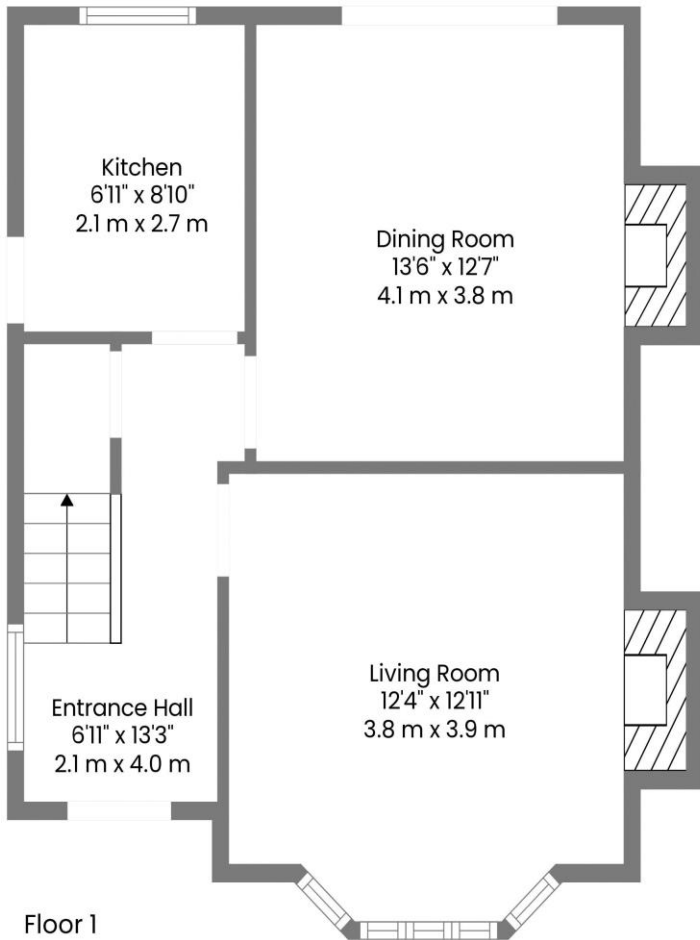 Kitchen
6'11" x 8'10"
2.1 m x 2.7 m
Dining Room
13'6" x 12'7"
4.1 m x 3.8 m
Living Room
12'4" x 12'11"
3.8 m x 3.9 m
Entrance Hall
6'11" x 13'3"
2.1 m x 4.0 m
Floor 1